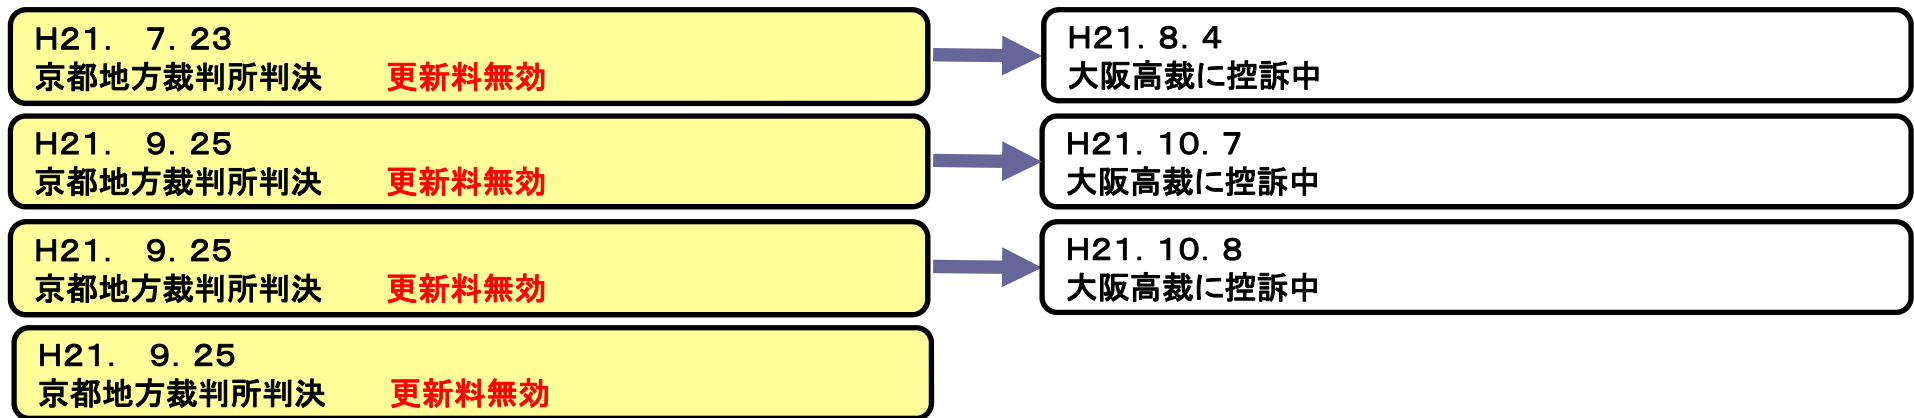 H21.　7．23
京都地方裁判所判決　　更新料無効
H21．8．4
大阪高裁に控訴中
H21.　9．25
京都地方裁判所判決　　更新料無効
H21．10．7
大阪高裁に控訴中
H21.　9．25
京都地方裁判所判決　　更新料無効
H21．10．8
大阪高裁に控訴中
H21.　9．25
京都地方裁判所判決　　更新料無効